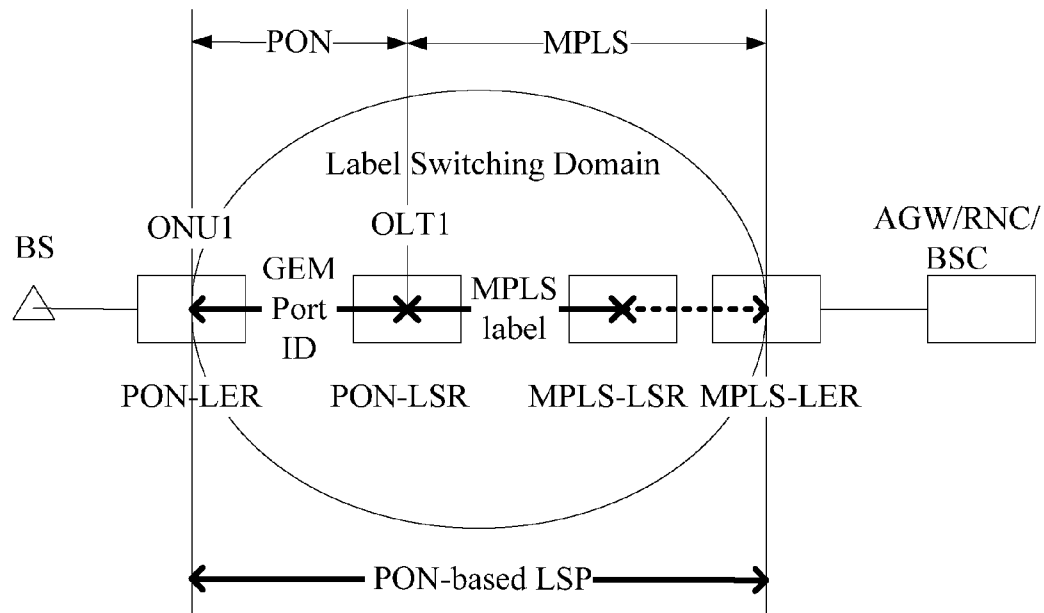 PON
MPLS
Label Switching Domain
ONU1
OLT1
AGW/RNC/
BSC
BS
GEM
Port
ID
MPLS
label
PON-LER
PON-LSR
MPLS-LSR
MPLS-LER
PON-based LSP